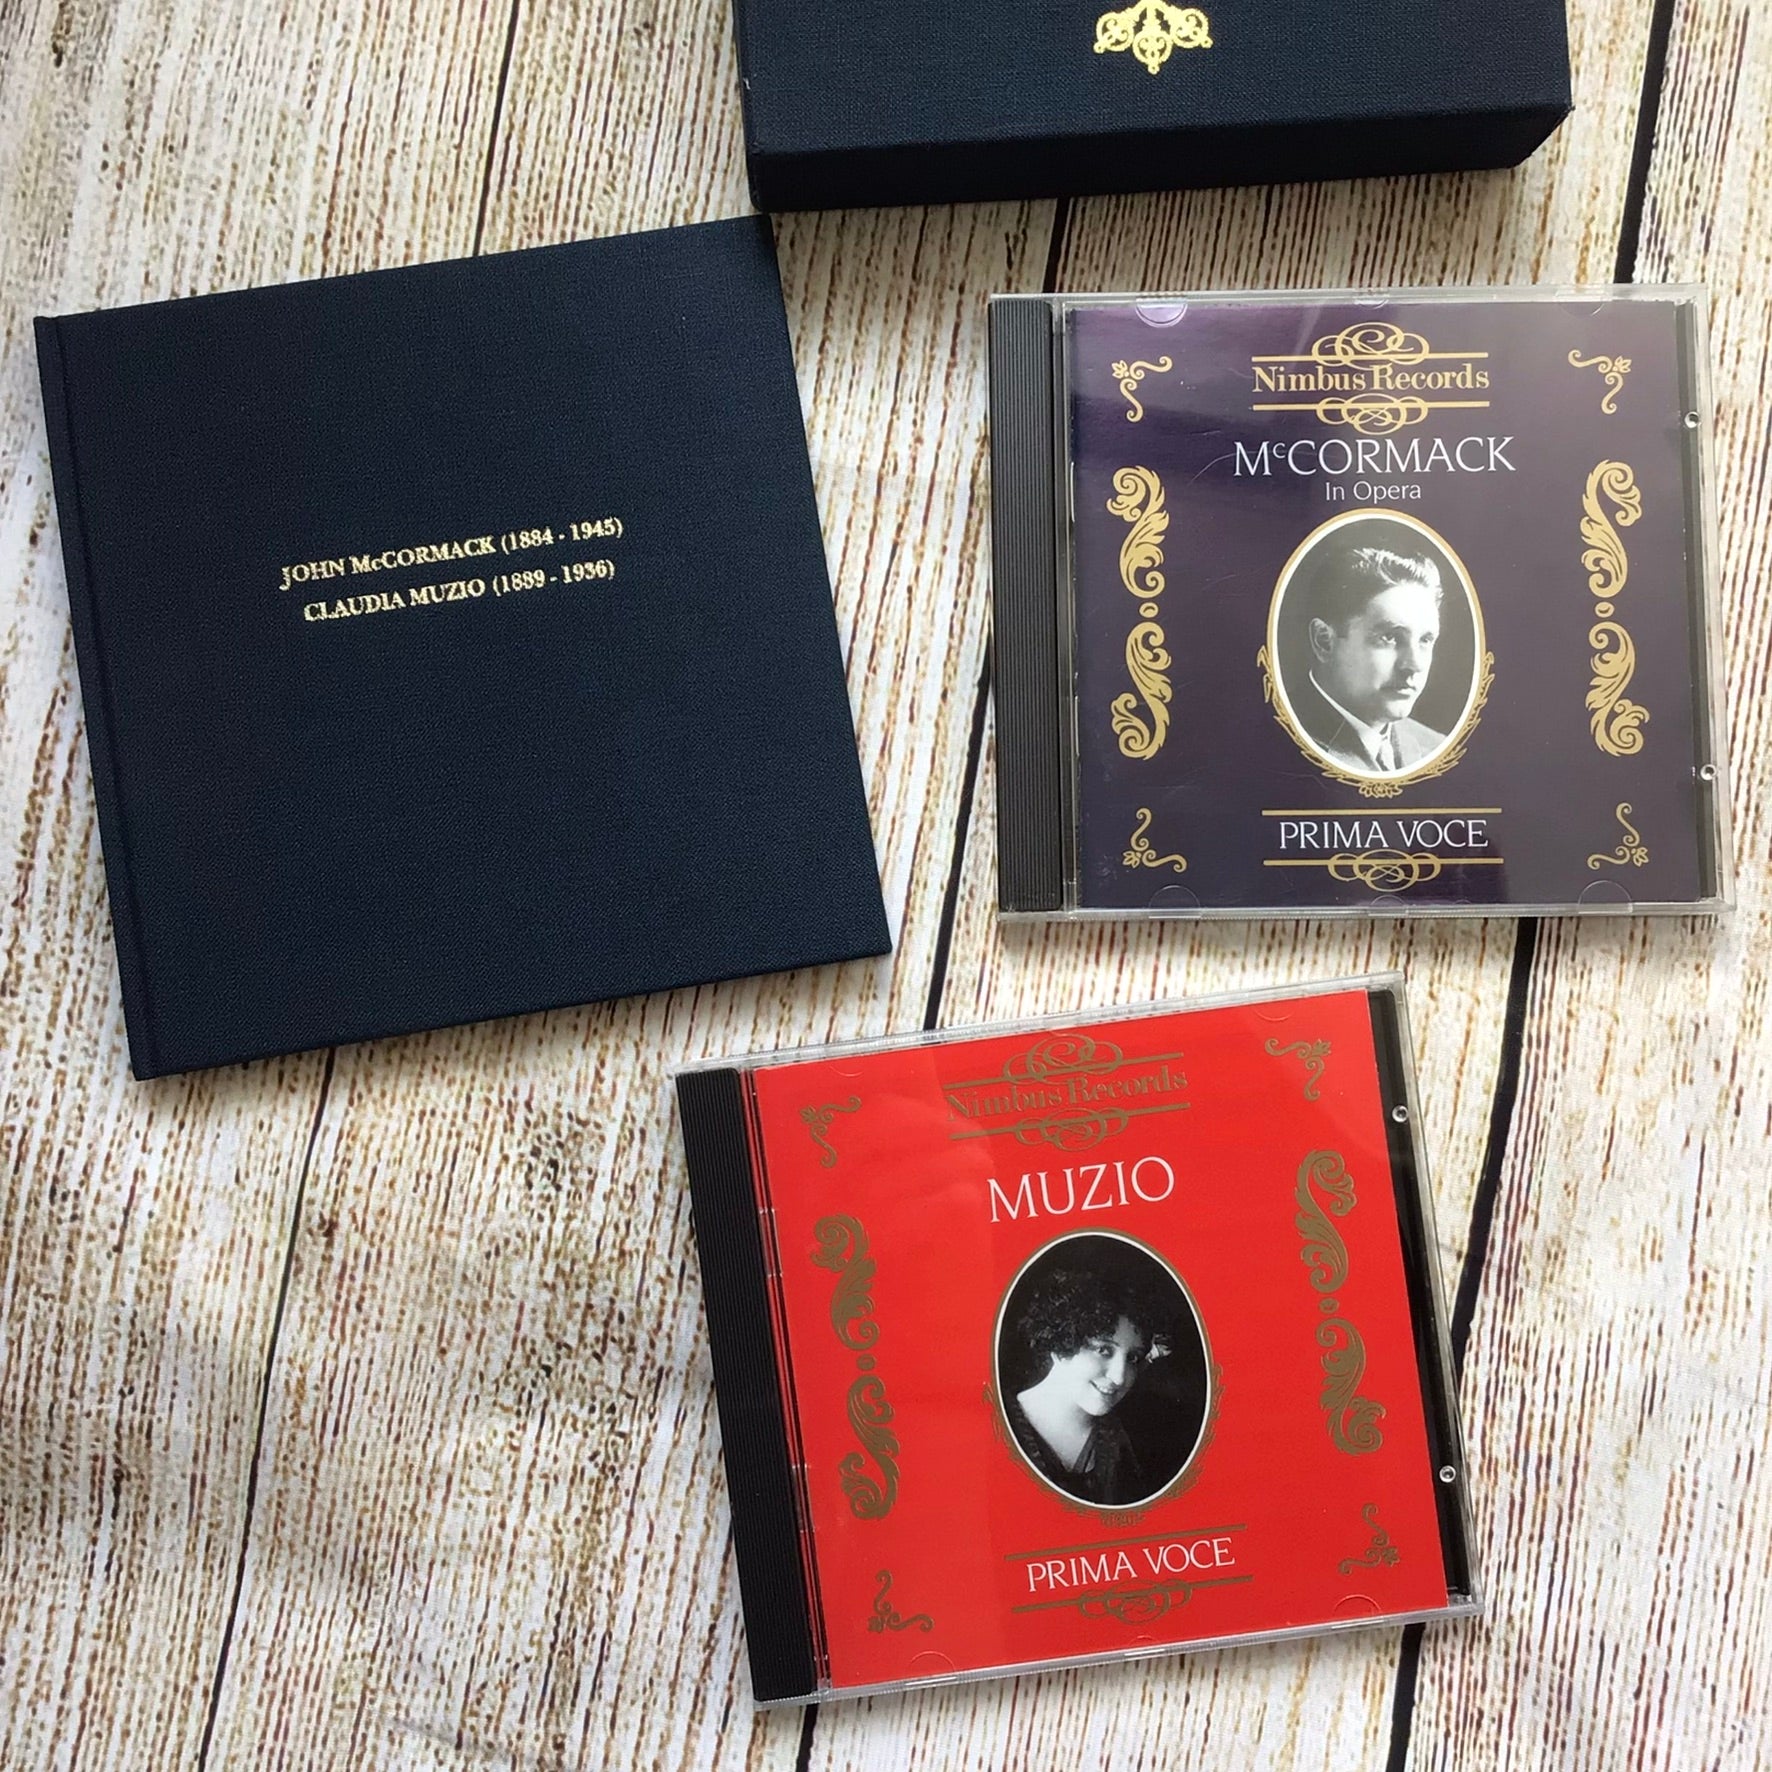 JOHN McCORMACK (1884 - 1945)
CLAUDIA MUZIO (1889 - 1936)
Nimbus Records
McCORMACK
In Opera
PRIMA VOCE
Nimbus Records
MUZIO
PRIMA VOCE